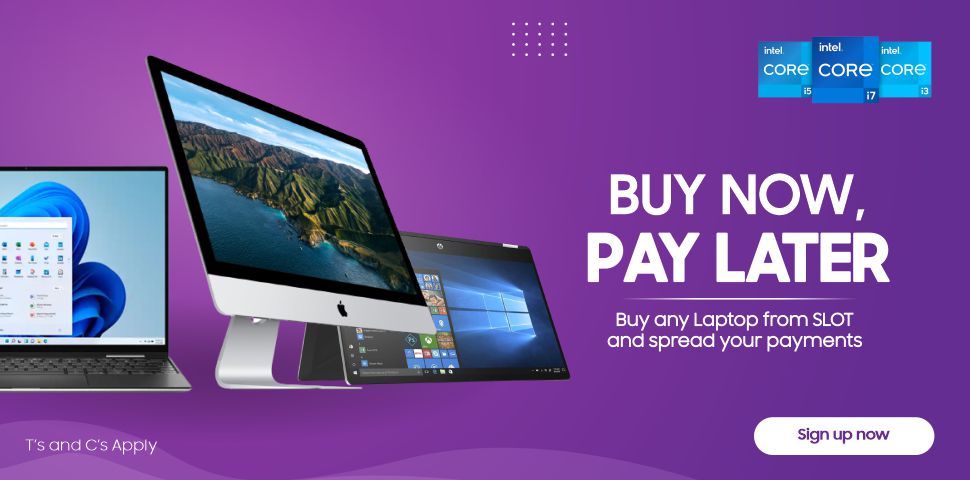 intel.
CORE
i5
intel.
CORE
i7
intel.
CORE
i3
BUY NOW,
PAY LATER
Buy any Laptop from SLOT
and spread your payments
Sign up now
T's and C's Apply
hp